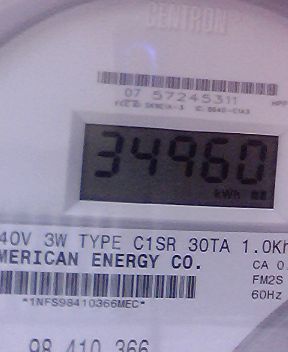 CENTRON
07 57245311
34960
kWh
40V 3W TYPE C1SR 30TA 1.0Kh
MERICAN ENERGY CO.
CA 0.
FM2S
60Hz
*1NFS98410366MEC*
98 410 366